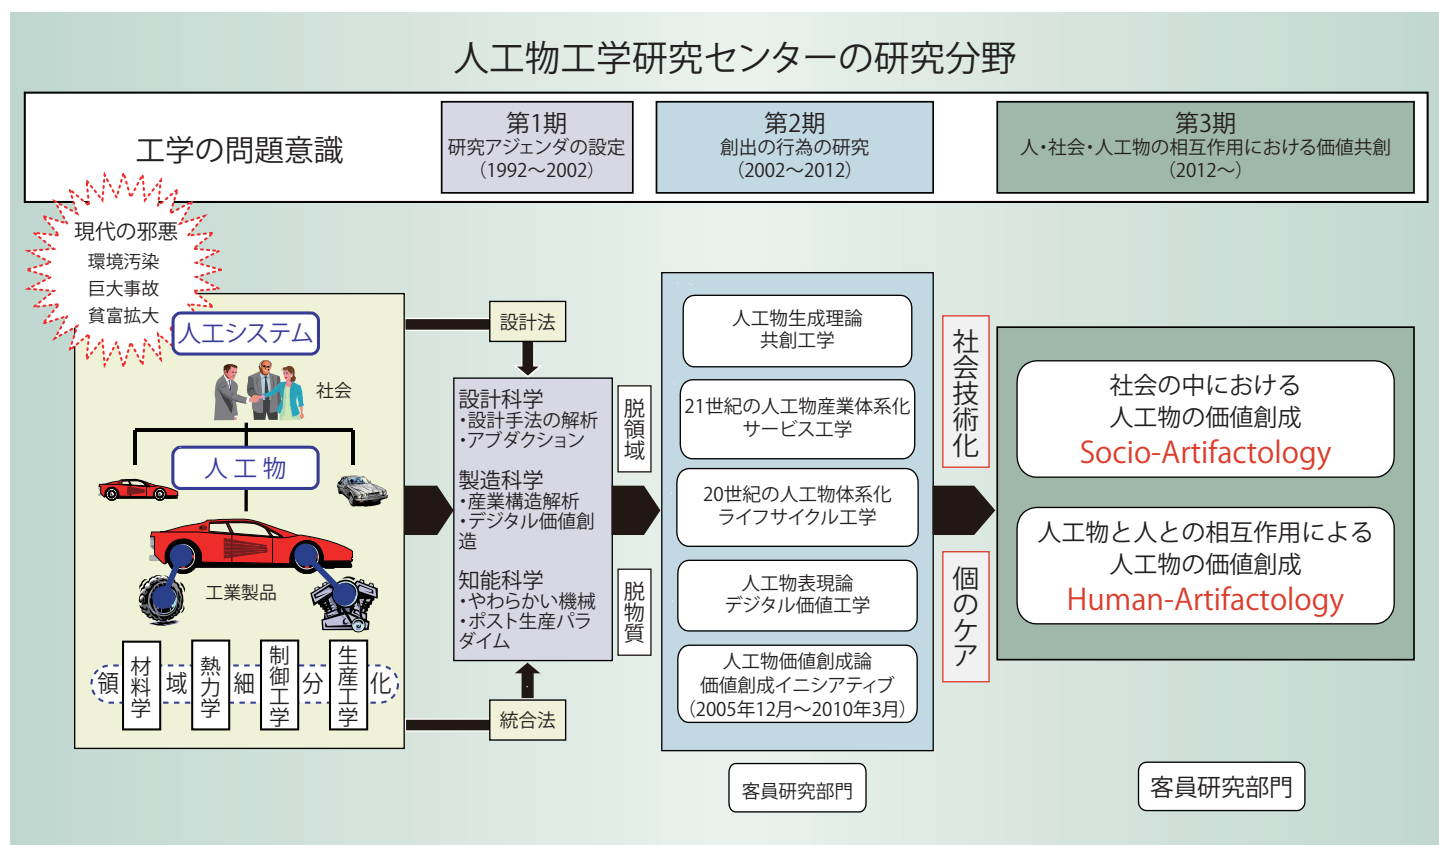 人工物工学研究センターの研究分野
工学の問題意識
第1期
研究アジェンダの設定
（1992～2002）
第2期
創出の行為の研究
（2002～2012）
第3期
人・社会・人工物の相互作用における価値共創
（2012～）
現代の邪悪
環境汚染
巨大事故
貧富拡大
人工システム
社会
人工物
工業製品
領域細分化
材料学
熱力学
制御工学
生産工学
設計法
設計科学
・設計手法の解析
・アブダクション
製造科学
・産業構造解析
・デジタル価値創
造
知能科学
・やわらかい機械
・ポスト生産パラ
ダイム
統合法
脱領域
脱物質
人工物生成理論
共創工学
21世紀の人工物産業体系化
サービス工学
20世紀の人工物体系化
ライフサイクル工学
人工物表現論
デジタル価値工学
人工物価値創成論
価値創成イニシアティブ
（2005年12月～2010年3月）
客員研究部門
社会技術化
個のケア
社会の中における
人工物の価値創成
Socio-Artifactology
人工物と人との相互作用による
人工物の価値創成
Human-Artifactology
客員研究部門